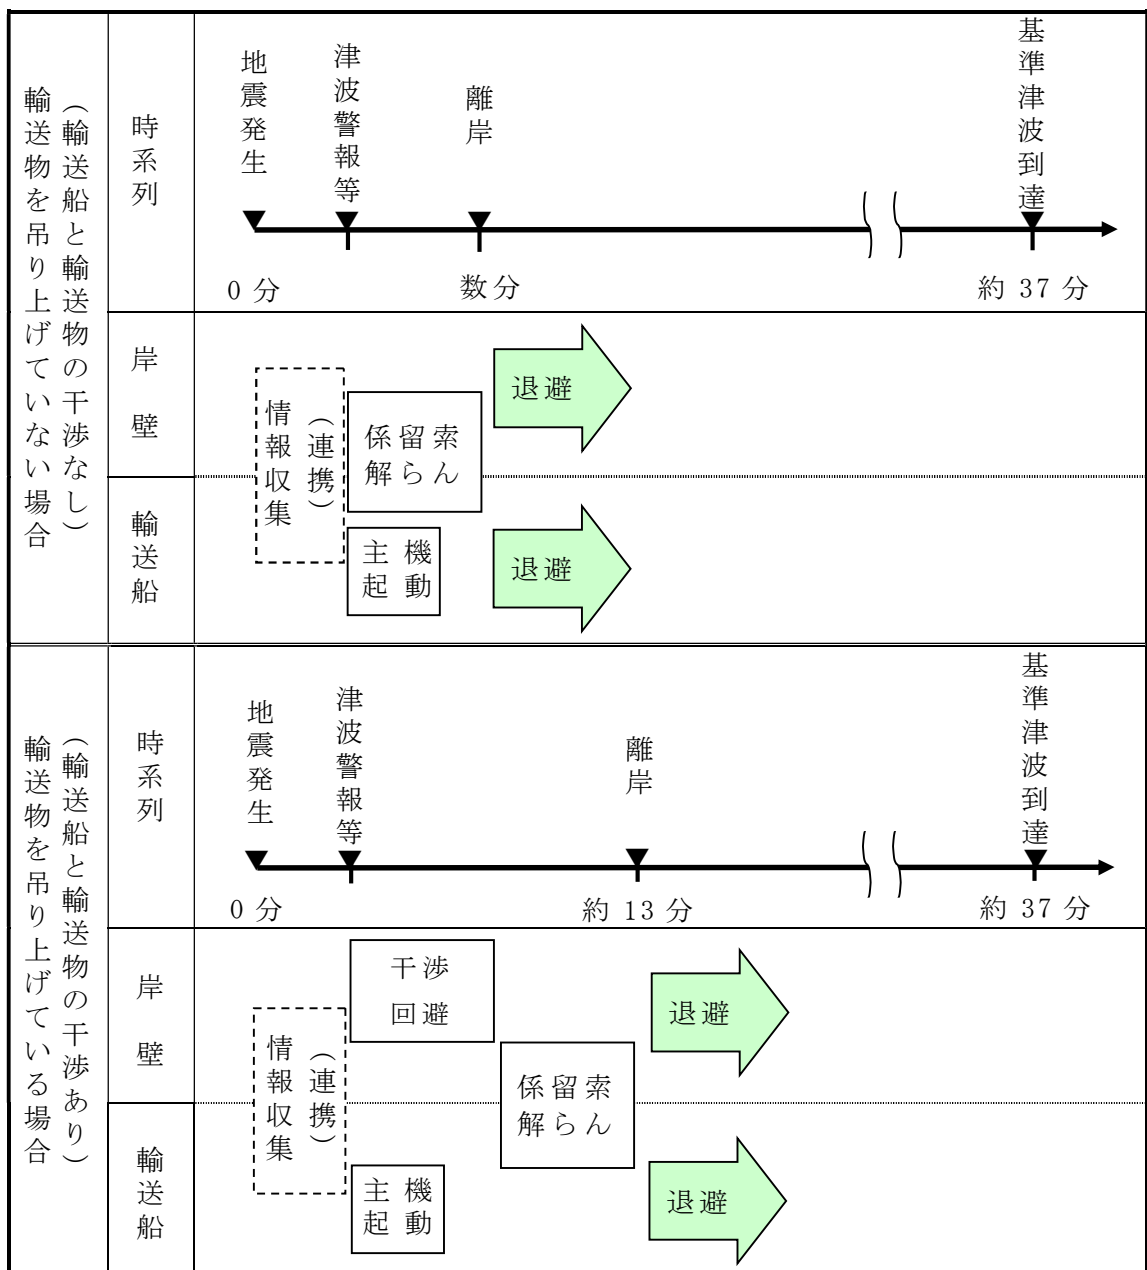 輸送物を吊り上げていない場合
（輸送船と輸送物の干渉なし）
時系列
地震発生
津波警報等
離岸
基準津波到達
0 分
数分
約 37 分
岸壁
輸送船
情報収集
（連携）
係留索
解らん
主機
起動
退避
退避
輸送物を吊り上げている場合
（輸送船と輸送物の干渉あり）
時系列
地震発生
津波警報等
離岸
基準津波到達
0 分
約 13 分
約 37 分
岸壁
輸送船
情報収集
（連携）
干渉
回避
係留索
解らん
主機
起動
退避
退避